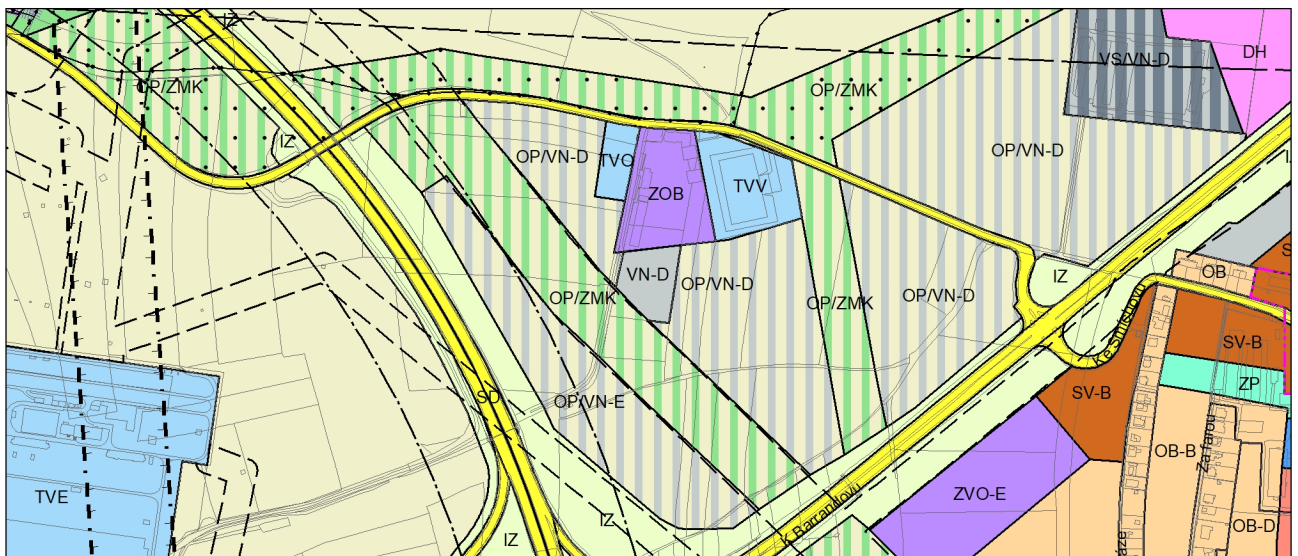 IZ
DH
VS/VN-D
OP/ZMK
OP/ZMK
IZ
OP/VN-D
TVO
OP/VN-D
ZOB
TVV
OB
IZ
VN-D
OP/VN-D
OP/ZMK
OP/ZMK
OP/VN-D
Ke Smíchovu
SV-B
ZP
SV-B
SD
OP/VN-E
OB-B
Za farou
TVE
ZVO-E
K Barrandovu
IZ
IZ
OB-D